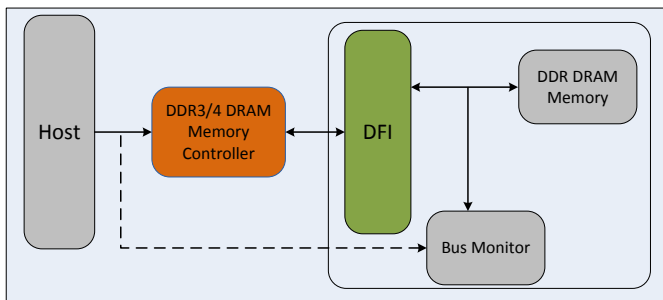 Host
DDR3/4 DRAM
Memory
Controller
DFI
DDR DRAM
Memory
Bus Monitor